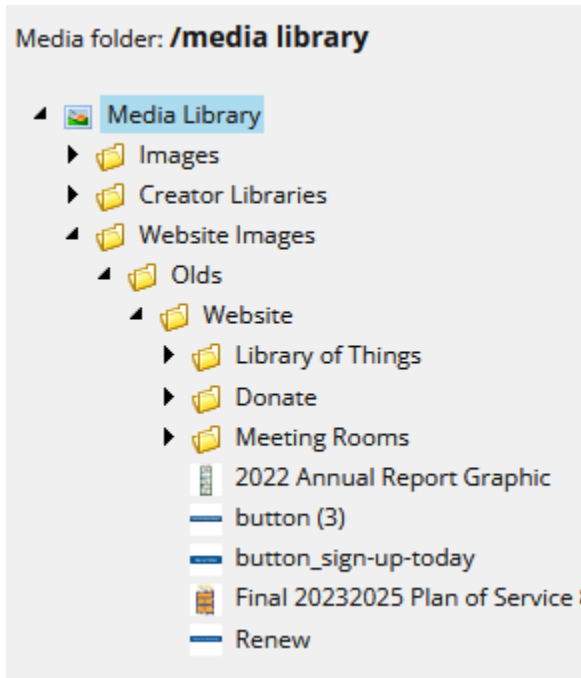 Media folder: /media library
Media Library
Images
Creator Libraries
Website Images
Olds
Website
Library of Things
Donate
Meeting Rooms
2022 Annual Report Graphic
button (3)
button_sign-up-today
Final 20232025 Plan of Service
Renew